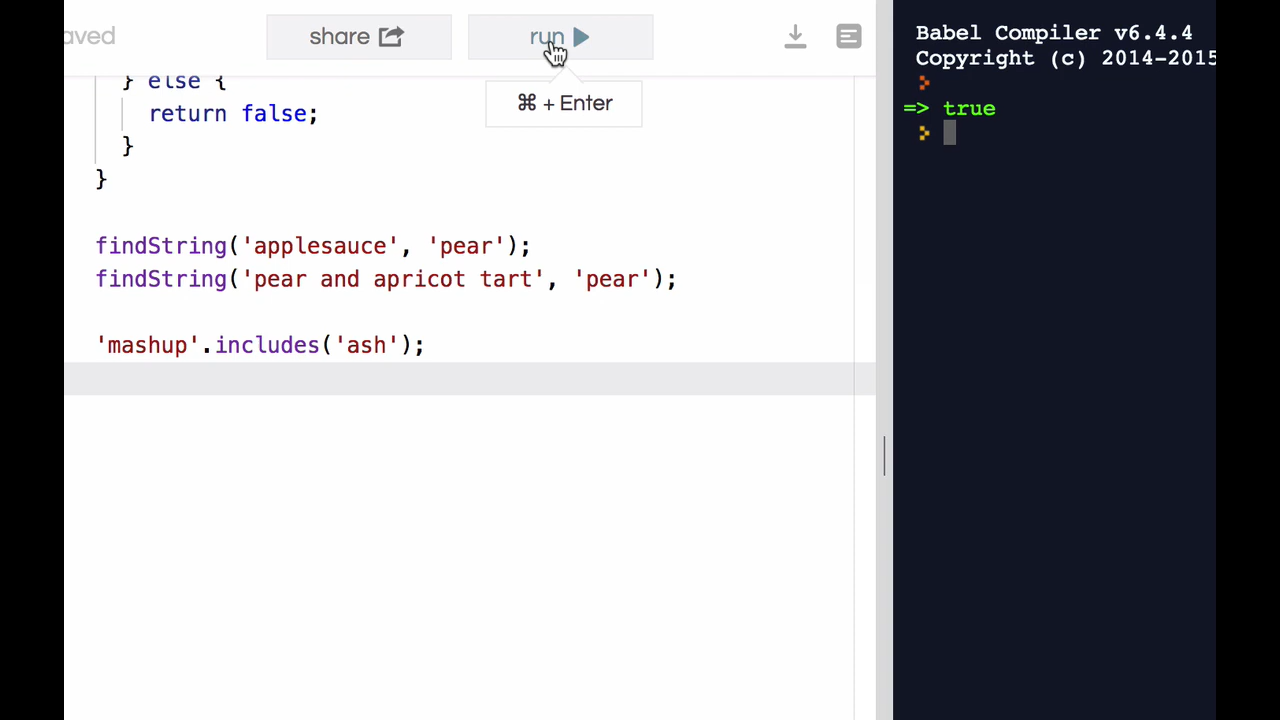 aved share run
⌘ + Enter
} else {
return false;
}
}
findString('applesauce', 'pear');
findString('pear and apricot tart', 'pear');
'mashup'.includes('ash');
Babel Compiler v6.4.4
Copyright (c) 2014-2015
=> true